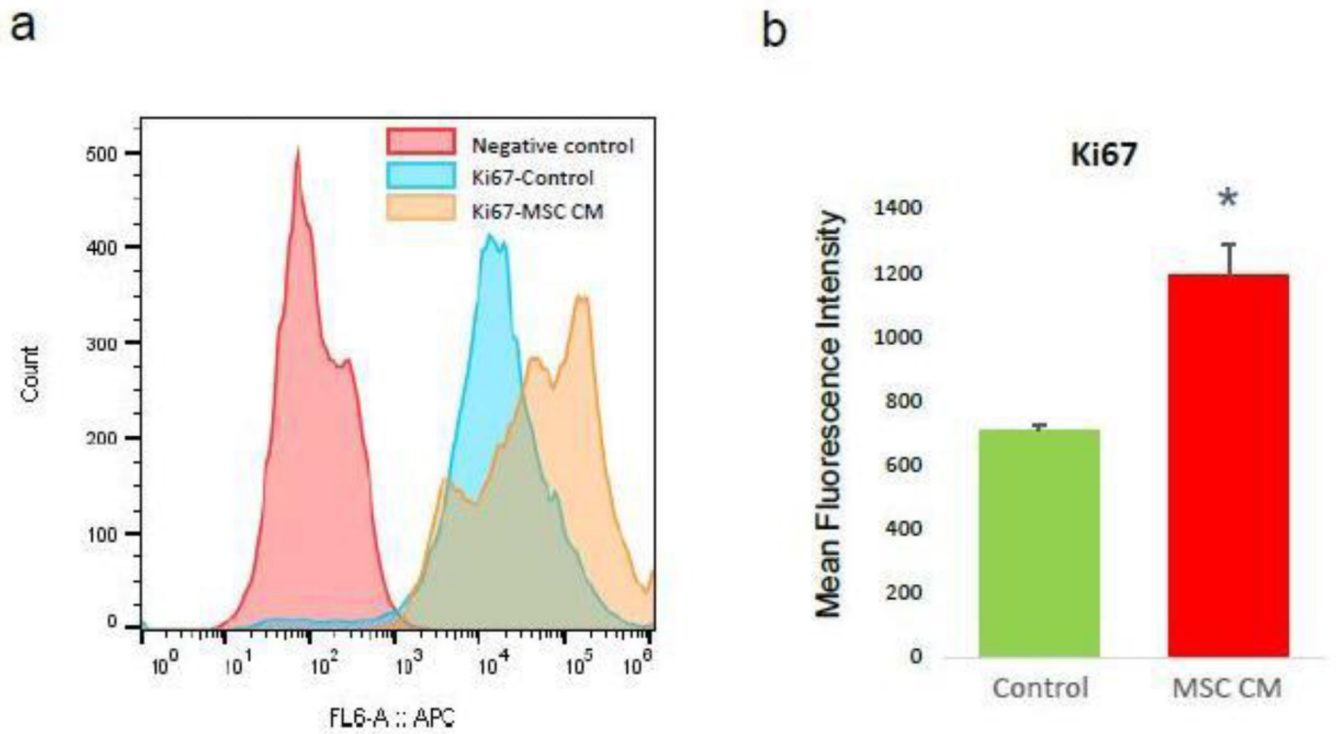 a
b
Negative control
Ki67-Control
Ki67-MSC CM
500
400
300
200
100
0
Count
10^0 10^1 10^2 10^3 10^4 10^5 10^6
FL6-A :: APC
Ki67
*
1400
1200
1000
800
600
400
200
0
Mean Fluorescence Intensity
Control MSC CM